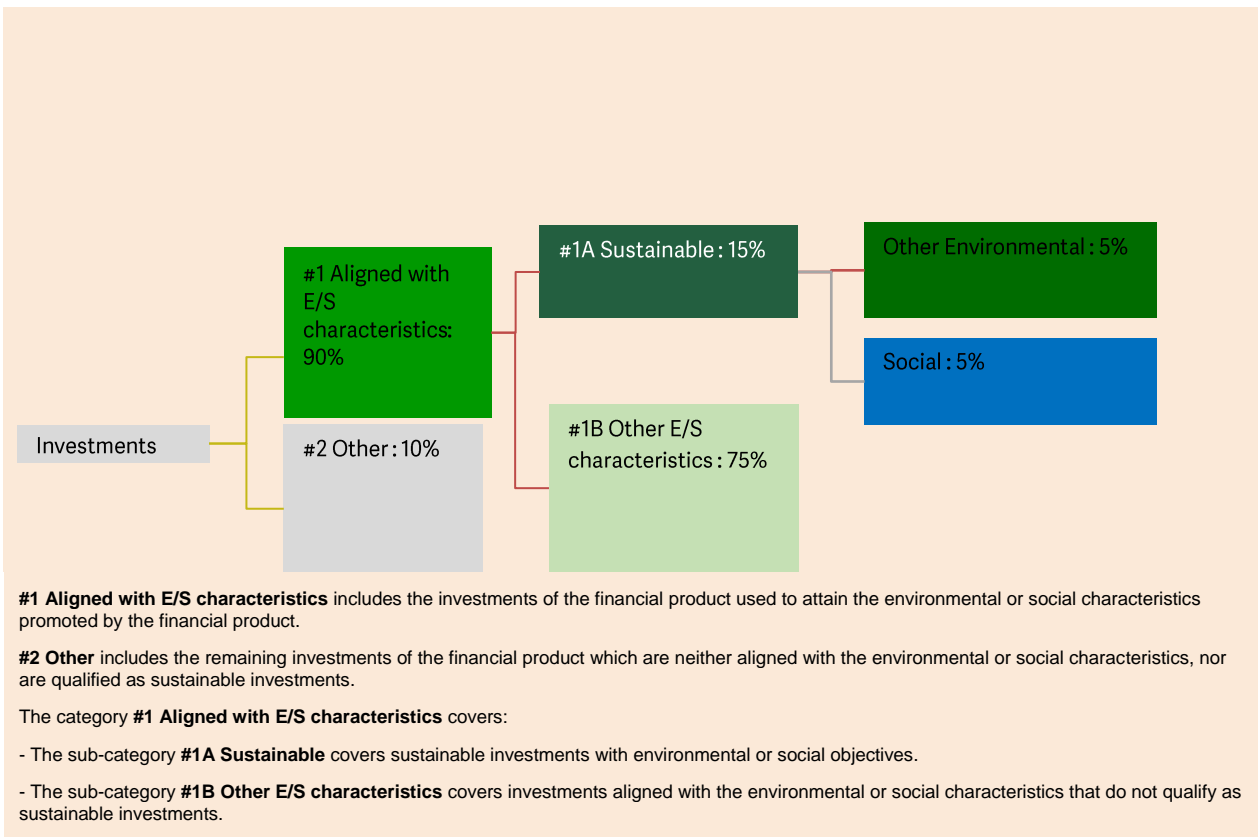 #1A Sustainable : 15%
Other Environmental : 5%
#1 Aligned with
E/S
characteristics:
90%
Social : 5%
Investments
#2 Other : 10%
#1B Other E/S
characteristics : 75%
#1 Aligned with E/S characteristics includes the investments of the financial product used to attain the environmental or social characteristics
promoted by the financial product.
#2 Other includes the remaining investments of the financial product which are neither aligned with the environmental or social characteristics, nor
are qualified as sustainable investments.
The category #1 Aligned with E/S characteristics covers:
- The sub-category #1A Sustainable covers sustainable investments with environmental or social objectives.
- The sub-category #1B Other E/S characteristics covers investments aligned with the environmental or social characteristics that do not qualify as
sustainable investments.